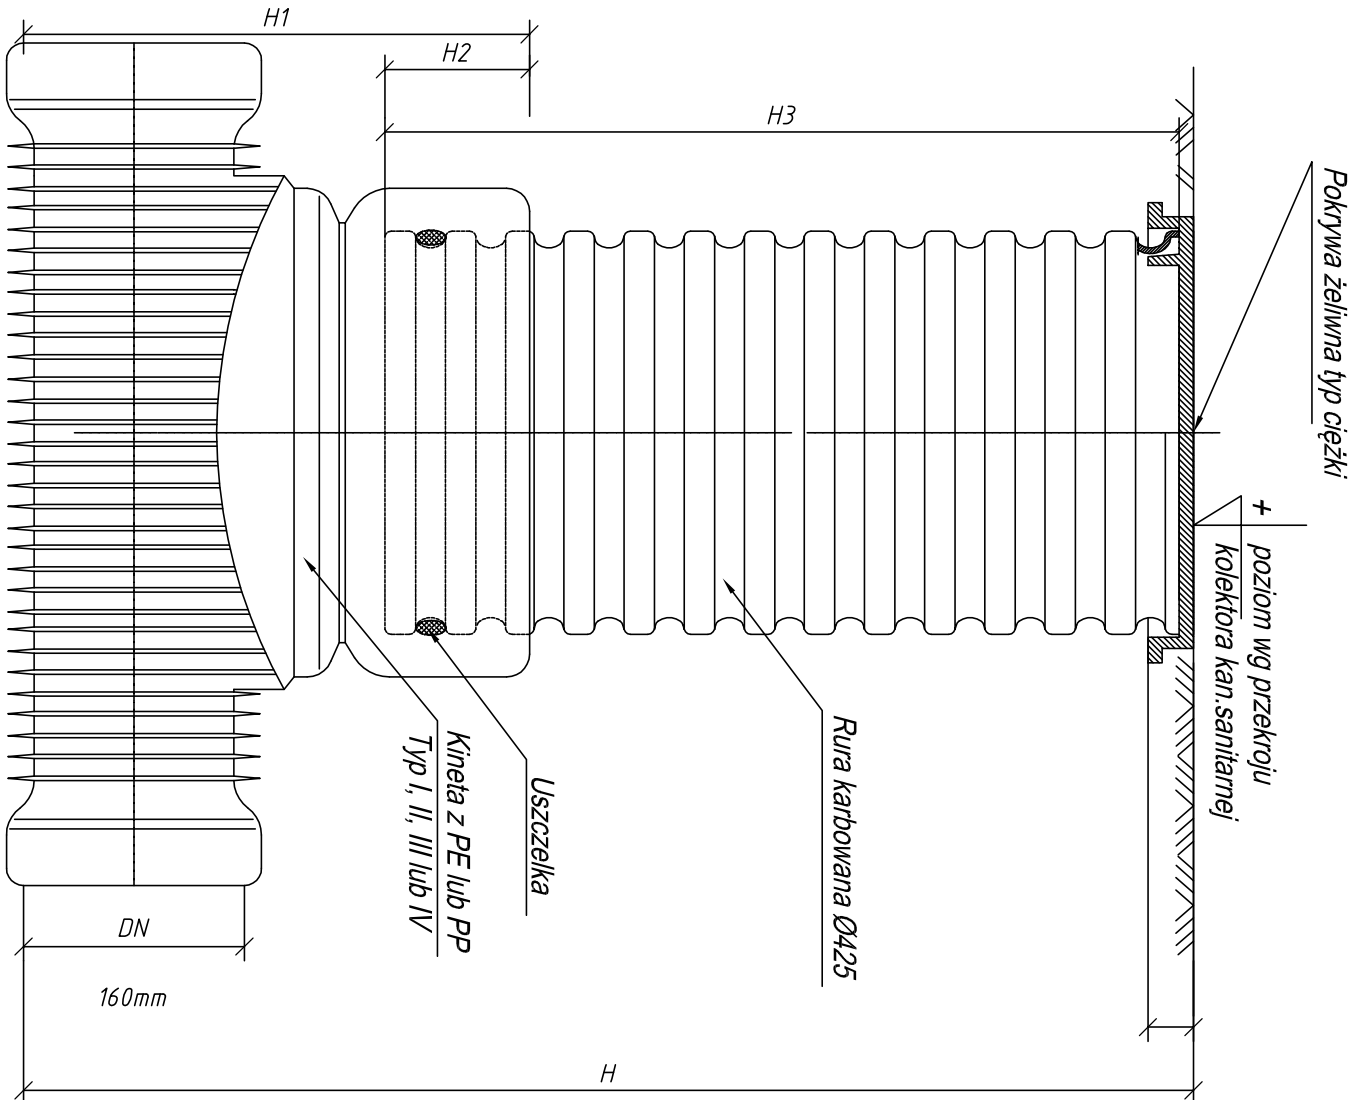 H1
H2
H3
Pokrywa żeliwna typ ciężki
+ poziom wg przekroju
kolektora kan.sanitarnej
Rura karbowana Ø425
Uszczelka
Kineta z PE lub PP
Typ I, II, III lub IV
DN
160mm
H